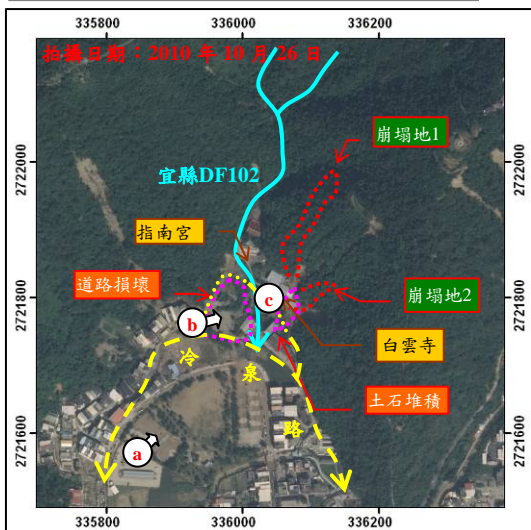 335800 336000 336200
拍攝日期：2010 年 10 月 26 日
崩塌地1
2722000 2722000
宜縣DF102
指南宮
道路損壞
c
崩塌地2
2721800 2721800
b
白雲寺
冷 泉 路
土石堆積
2721600 2721600
a
335800 336000 336200